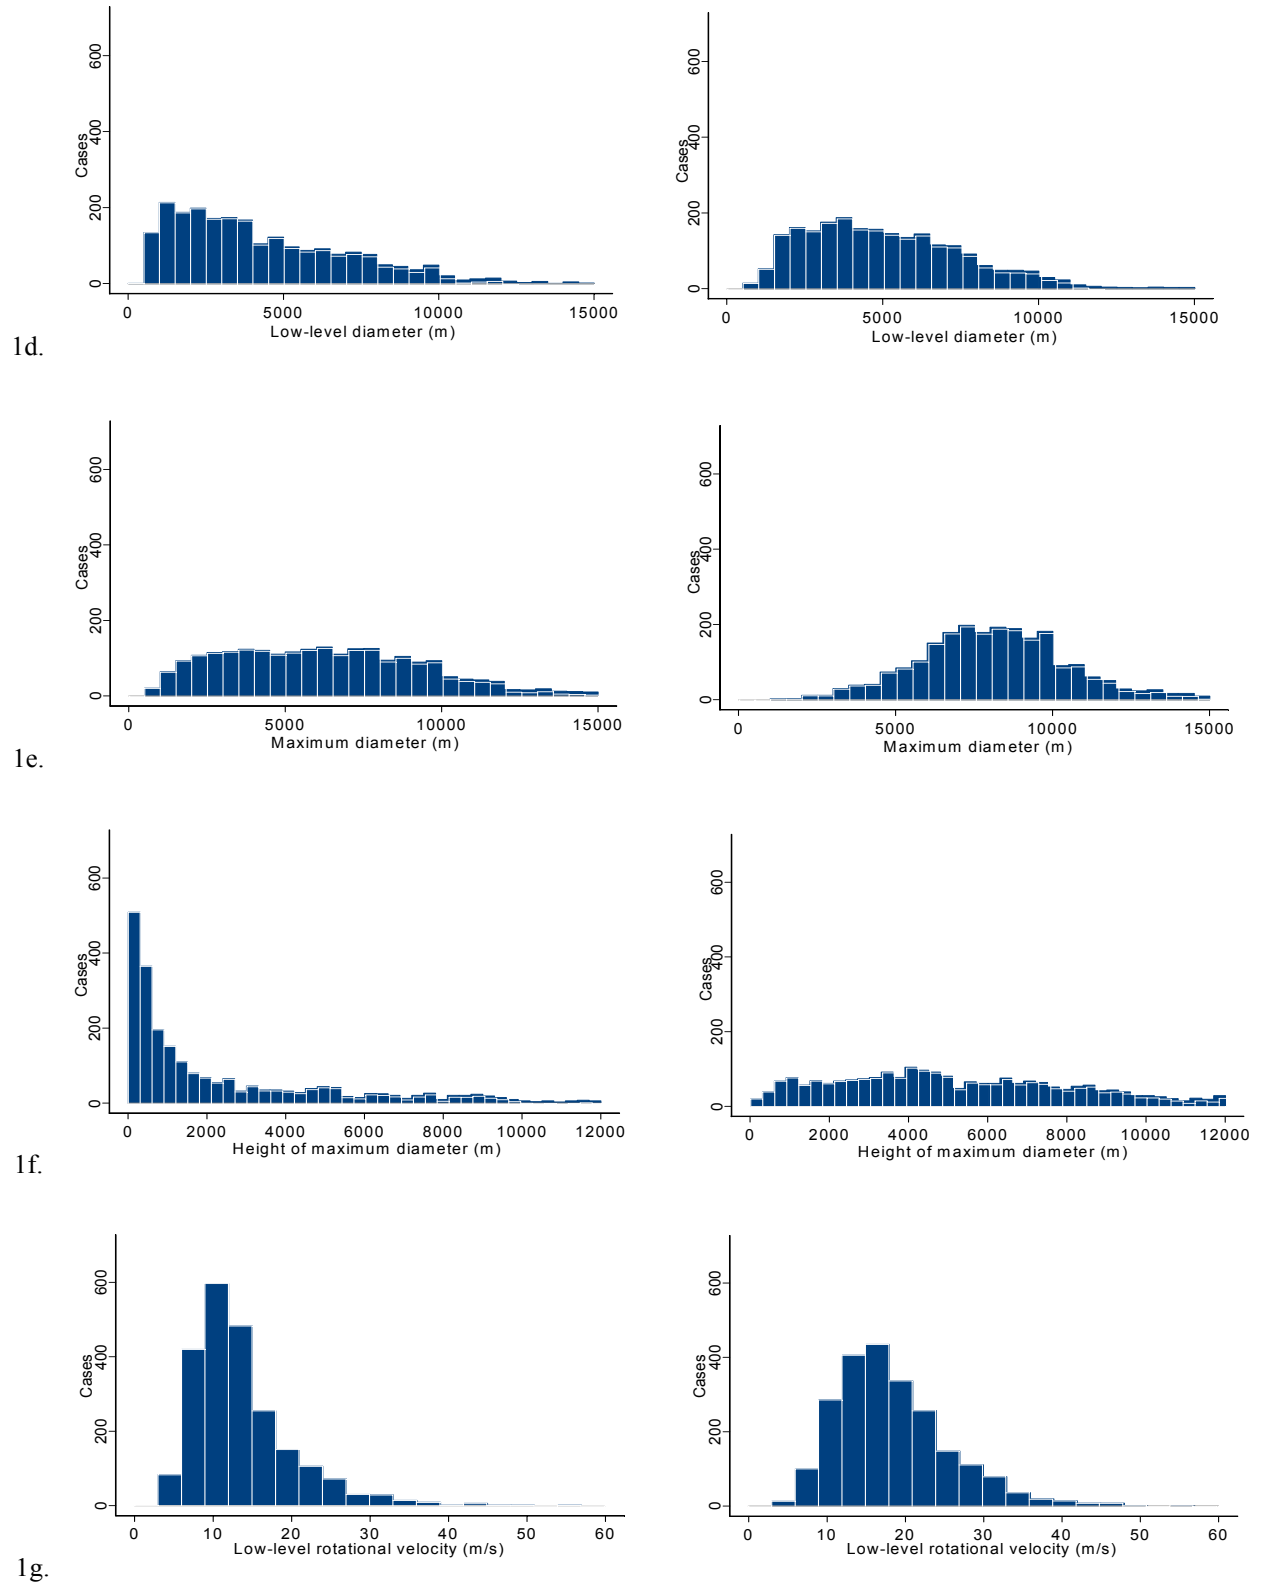 600
400
200
0
Cases
0 5000 10000 15000
Low-level diameter (m)
600
400
200
0
Cases
0 5000 10000 15000
Low-level diameter (m)
1d.
600
400
200
0
Cases
0 5000 10000 15000
Maximum diameter (m)
600
400
200
0
Cases
0 5000 10000 15000
Maximum diameter (m)
1e.
600
400
200
0
Cases
0 2000 4000 6000 8000 10000 12000
Height of maximum diameter (m)
600
400
200
0
Cases
0 2000 4000 6000 8000 10000 12000
Height of maximum diameter (m)
1f.
600
400
200
0
Cases
0 10 20 30 40 50 60
Low-level rotational velocity (m/s)
600
400
200
0
Cases
0 10 20 30 40 50 60
Low-level rotational velocity (m/s)
1g.